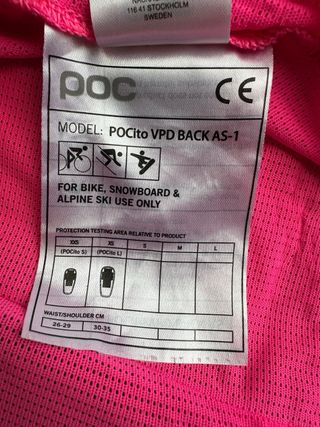 116 41 STOCKHOLM
SWEDEN
poc CE
MODEL: POCito VPD BACK AS-1
FOR BIKE, SNOWBOARD &
ALPINE SKI USE ONLY
PROTECTION TESTING AREA RELATIVE TO PRODUCT
XXS XS S M L
(POCito S) (POCito L)
WAIST/SHOULDER CM
26-29 30-35